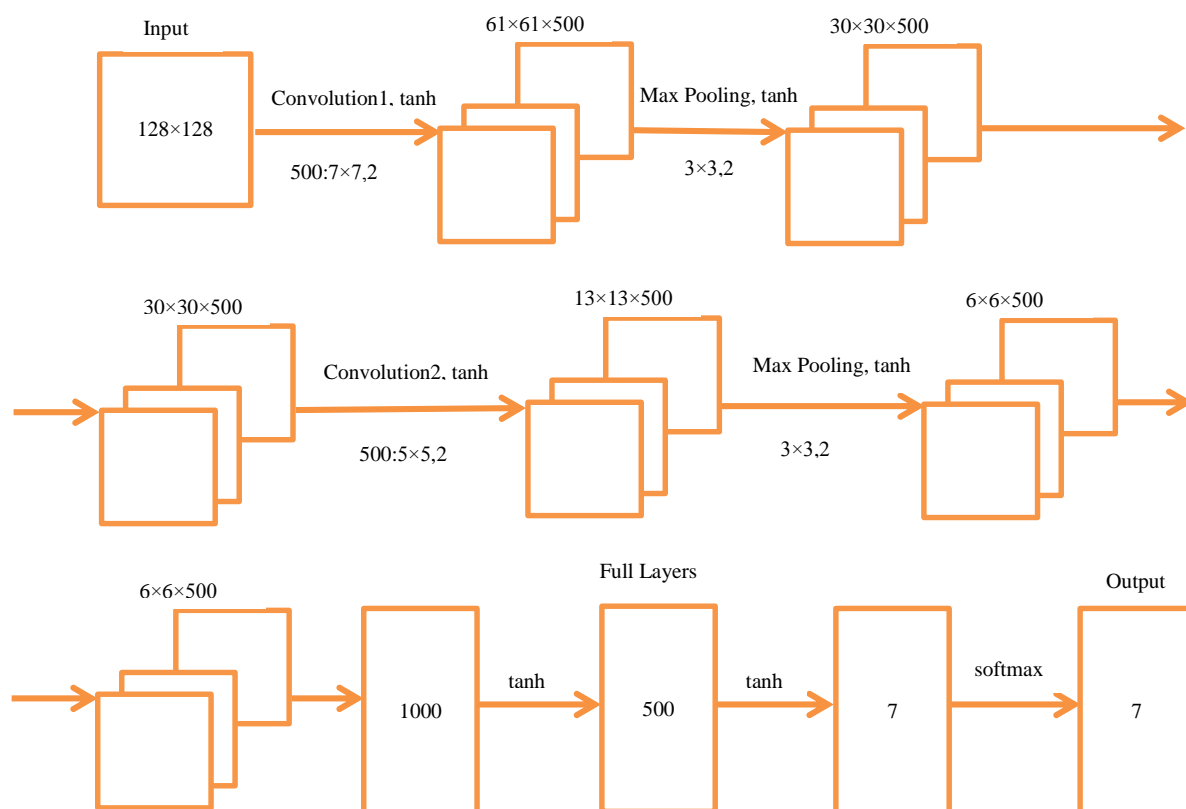 Input
61×61×500
30×30×500
Convolution1, tanh
Max Pooling, tanh
128×128
500:7×7,2
3×3,2
30×30×500
13×13×500
6×6×500
Convolution2, tanh
Max Pooling, tanh
500:5×5,2
3×3,2
6×6×500
Full Layers
Output
tanh
tanh
softmax
1000
500
7
7